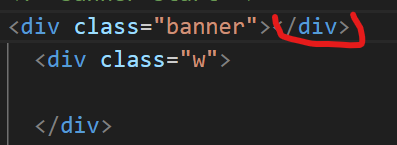 <div class="banner"></div>
<div class="w">
</div>